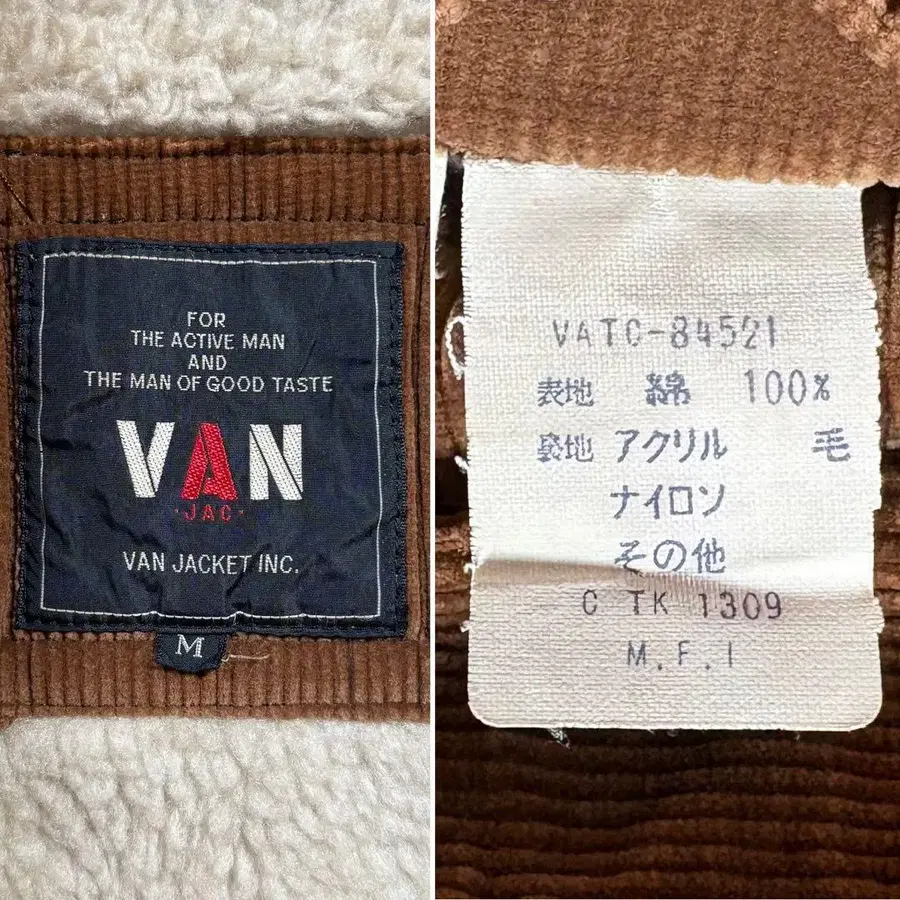 FOR
THE ACTIVE MAN
AND
THE MAN OF GOOD TASTE
VAN
·JAC·
VAN JACKET INC.
M
VATC-84521
表地 綿 100%
裏地 アクリル 毛
ナイロン
その他
C TK 1309
M.F.I